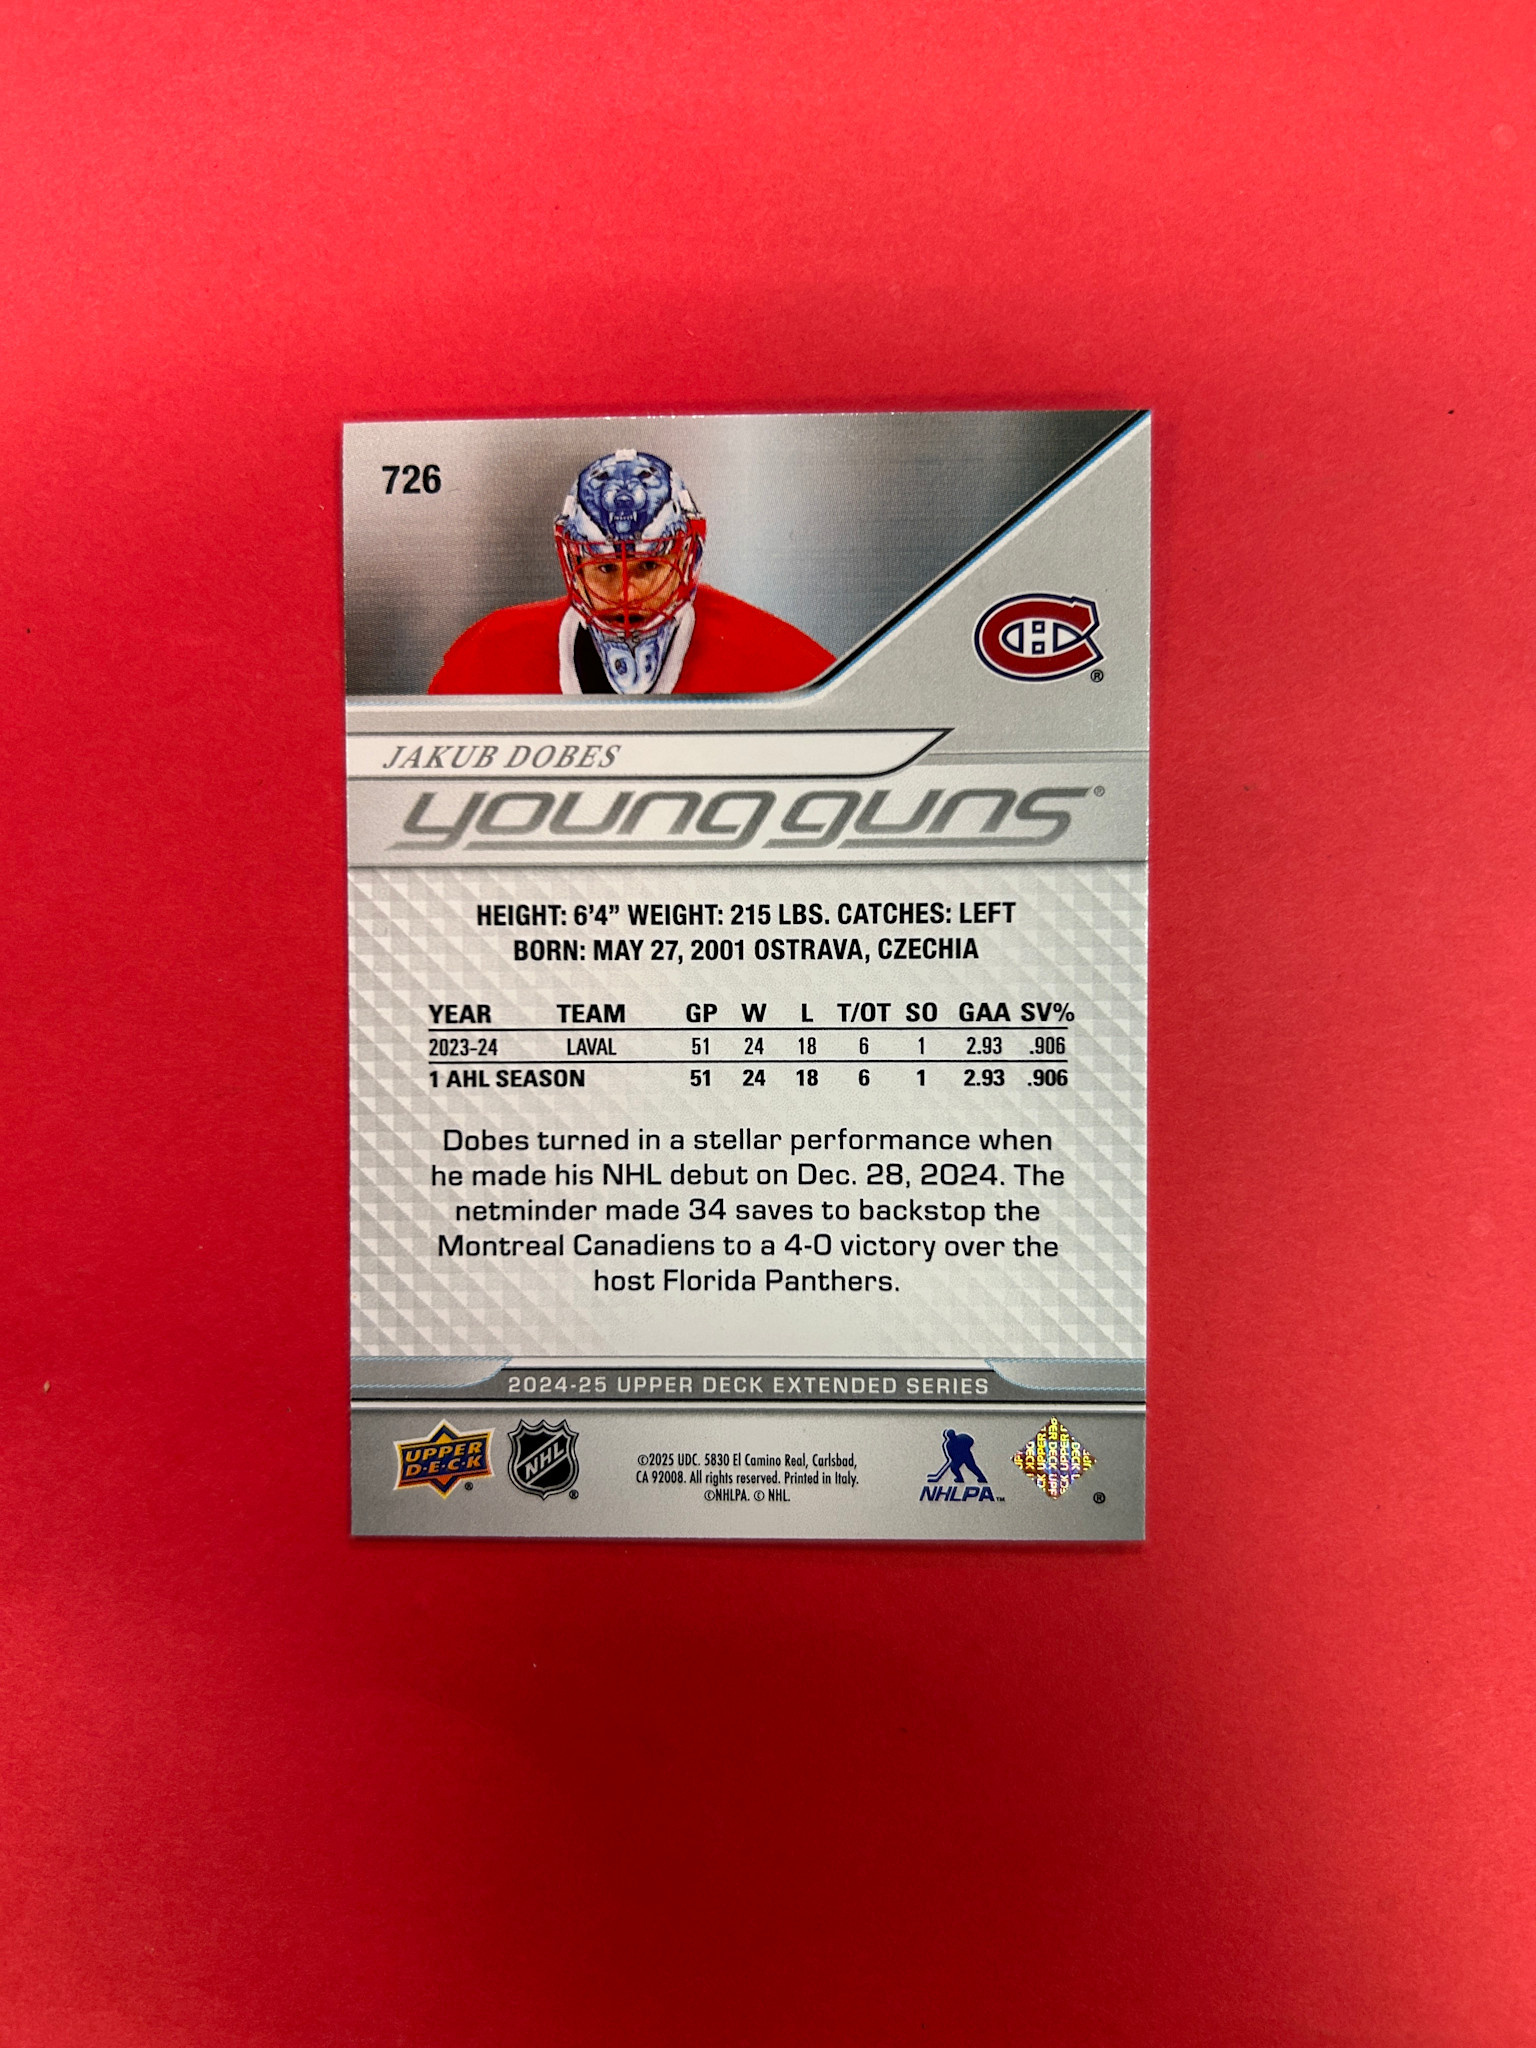 726
H
®
JAKUB DOBES
young guns®
HEIGHT: 6'4” WEIGHT: 215 LBS. CATCHES: LEFT
BORN: MAY 27, 2001 OSTRAVA, CZECHIA
YEAR TEAM GP W L T/OT SO GAA SV%
2023-24 LAVAL 51 24 18 6 1 2.93 .906
1 AHL SEASON 51 24 18 6 1 2.93 .906
Dobes turned in a stellar performance when
he made his NHL debut on Dec. 28, 2024. The
netminder made 34 saves to backstop the
Montreal Canadiens to a 4-0 victory over the
host Florida Panthers.
2024-25 UPPER DECK EXTENDED SERIES
UPPER
D·E·C·K
®
NHL
®
©2025 UDC. 5830 El Camino Real, Carlsbad,
CA 92008. All rights reserved. Printed in Italy.
©NHLPA. © NHL.
NHLPA™
UPPER DECK
®